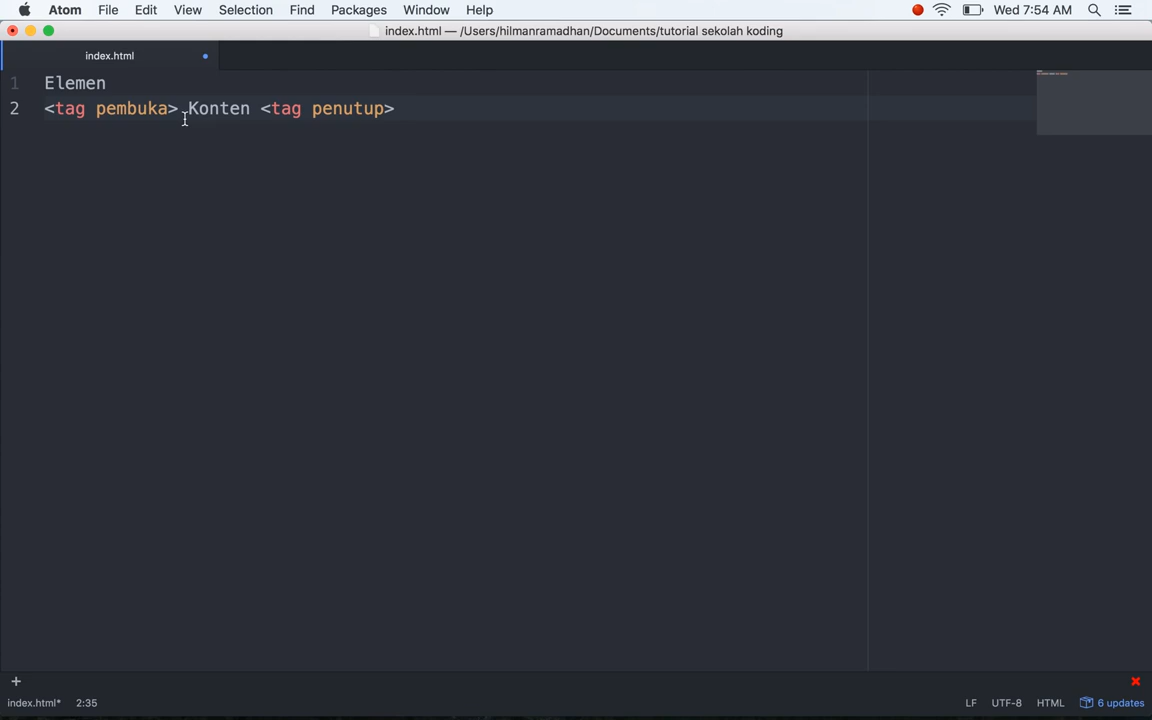 Atom File Edit View Selection Find Packages Window Help Wed 7:54 AM
index.html — /Users/hilmanramadhan/Documents/tutorial sekolah koding
index.html
1 Elemen
2 <tag pembuka> Konten <tag penutup>
+
index.html* 2:35 LF UTF-8 HTML 6 updates